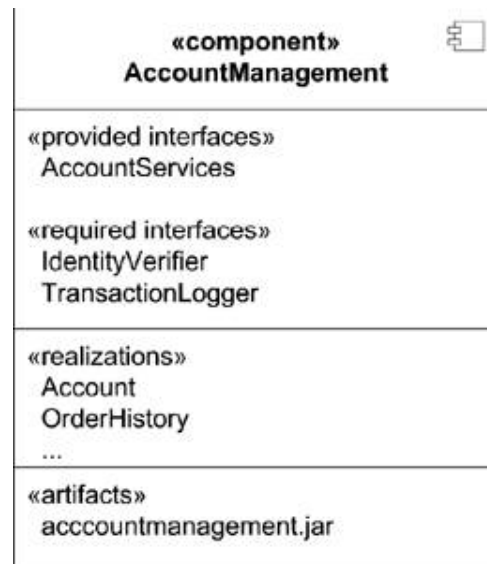 «component»
AccountManagement
«provided interfaces»
AccountServices
«required interfaces»
IdentityVerifier
TransactionLogger
«realizations»
Account
OrderHistory
...
«artifacts»
acccountmanagement.jar